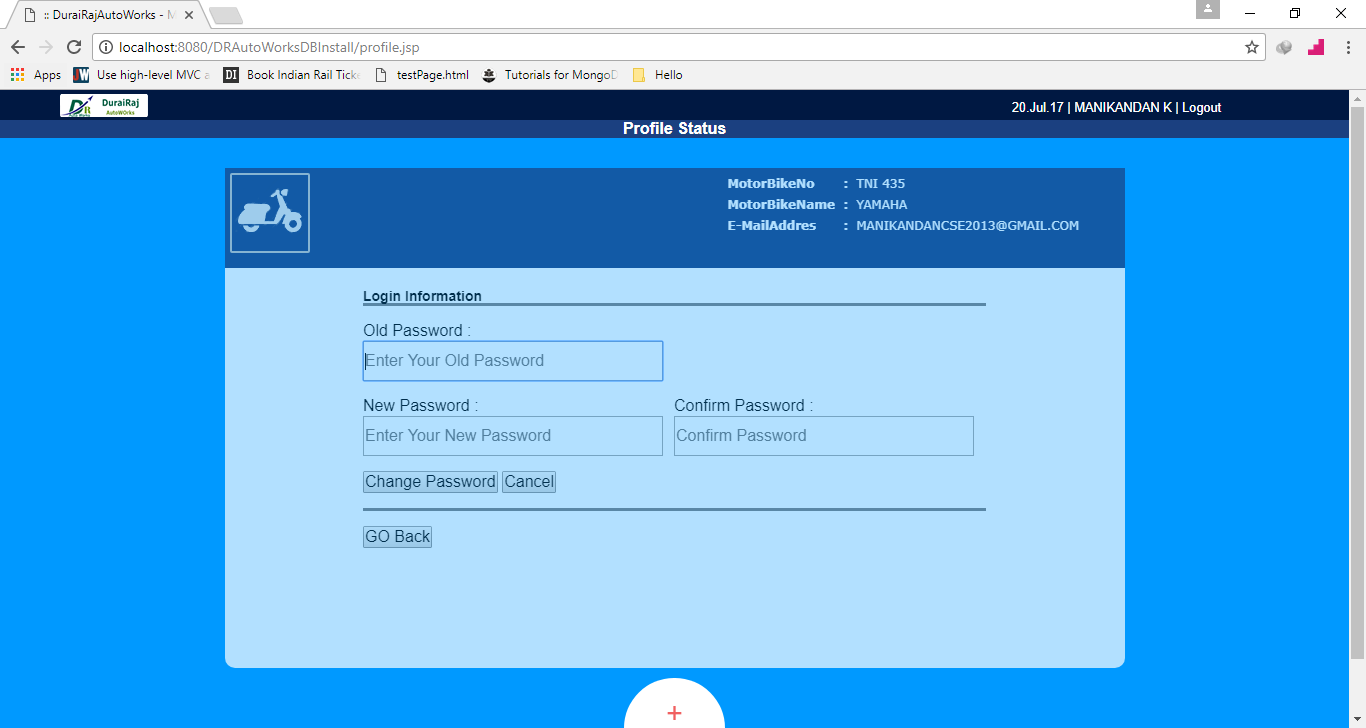 :: DuraiRajAutoWorks - M
localhost:8080/DRAutoWorksDBInstall/profile.jsp
Apps Use high-level MVC a DI Book Indian Rail Ticke testPage.html Tutorials for MongoD Hello
DuraiRaj
AutoWOrks
20.Jul.17 | MANIKANDAN K | Logout
Profile Status
MotorBikeNo : TNI 435
MotorBikeName : YAMAHA
E-MailAddres : MANIKANDANCSE2013@GMAIL.COM
Login Information
Old Password :
Enter Your Old Password
New Password : Confirm Password :
Enter Your New Password Confirm Password
Change Password Cancel
GO Back
+